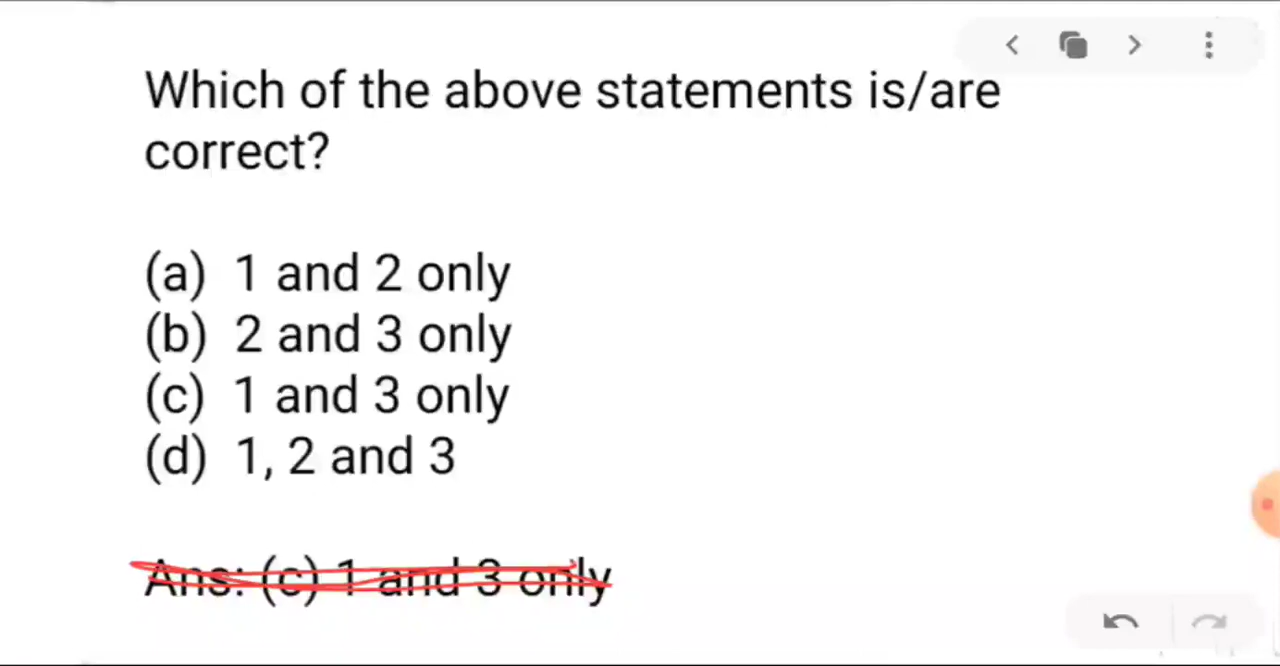 Which of the above statements is/are
correct?
(a) 1 and 2 only
(b) 2 and 3 only
(c) 1 and 3 only
(d) 1, 2 and 3
Ans: (c) 1 and 3 only